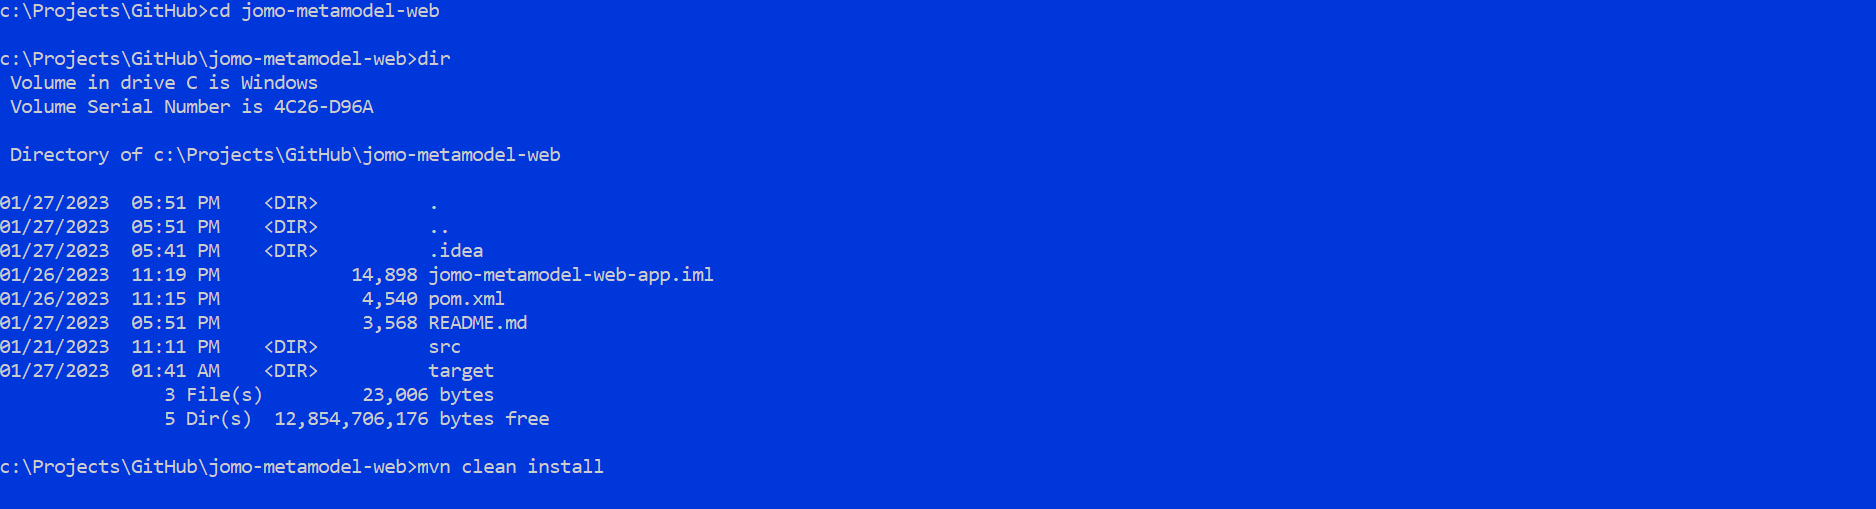 c:\Projects\GitHub>cd jomo-metamodel-web
c:\Projects\GitHub\jomo-metamodel-web>dir
 Volume in drive C is Windows
 Volume Serial Number is 4C26-D96A
 Directory of c:\Projects\GitHub\jomo-metamodel-web
01/27/2023  05:51 PM    <DIR>          .
01/27/2023  05:51 PM    <DIR>          ..
01/27/2023  05:41 PM    <DIR>          .idea
01/26/2023  11:19 PM            14,898 jomo-metamodel-web-app.iml
01/26/2023  11:15 PM             4,540 pom.xml
01/27/2023  05:51 PM             3,568 README.md
01/21/2023  11:11 PM    <DIR>          src
01/27/2023  01:41 AM    <DIR>          target
               3 File(s)         23,006 bytes
               5 Dir(s)  12,854,706,176 bytes free
c:\Projects\GitHub\jomo-metamodel-web>mvn clean install